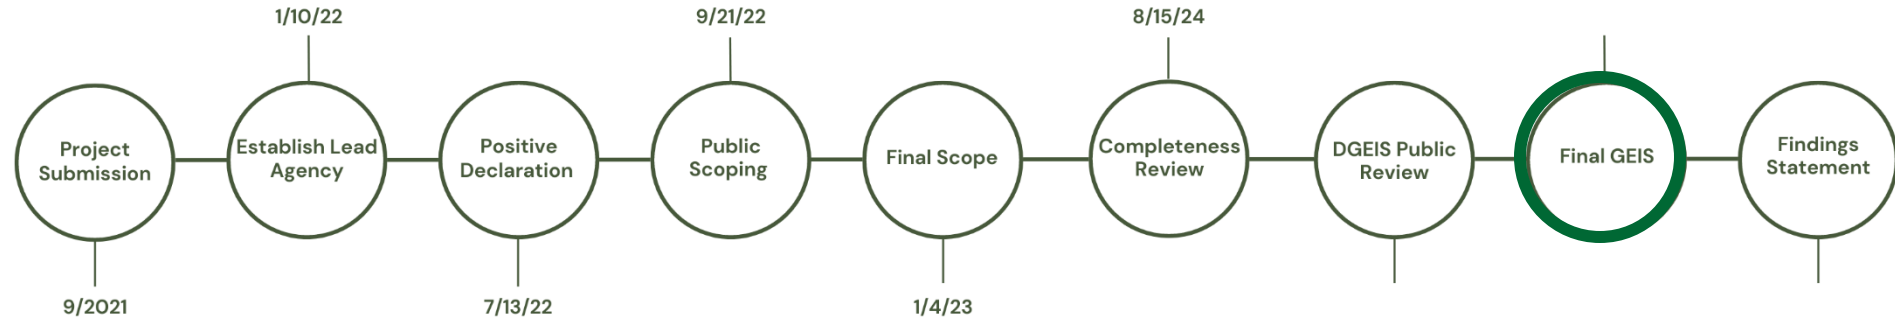 1/10/22
9/21/22
8/15/24
Project
Submission
Establish Lead
Agency
Positive
Declaration
Public
Scoping
Final Scope
Completeness
Review
DGEIS Public
Review
Final GEIS
Findings
Statement
9/2021
7/13/22
1/4/23